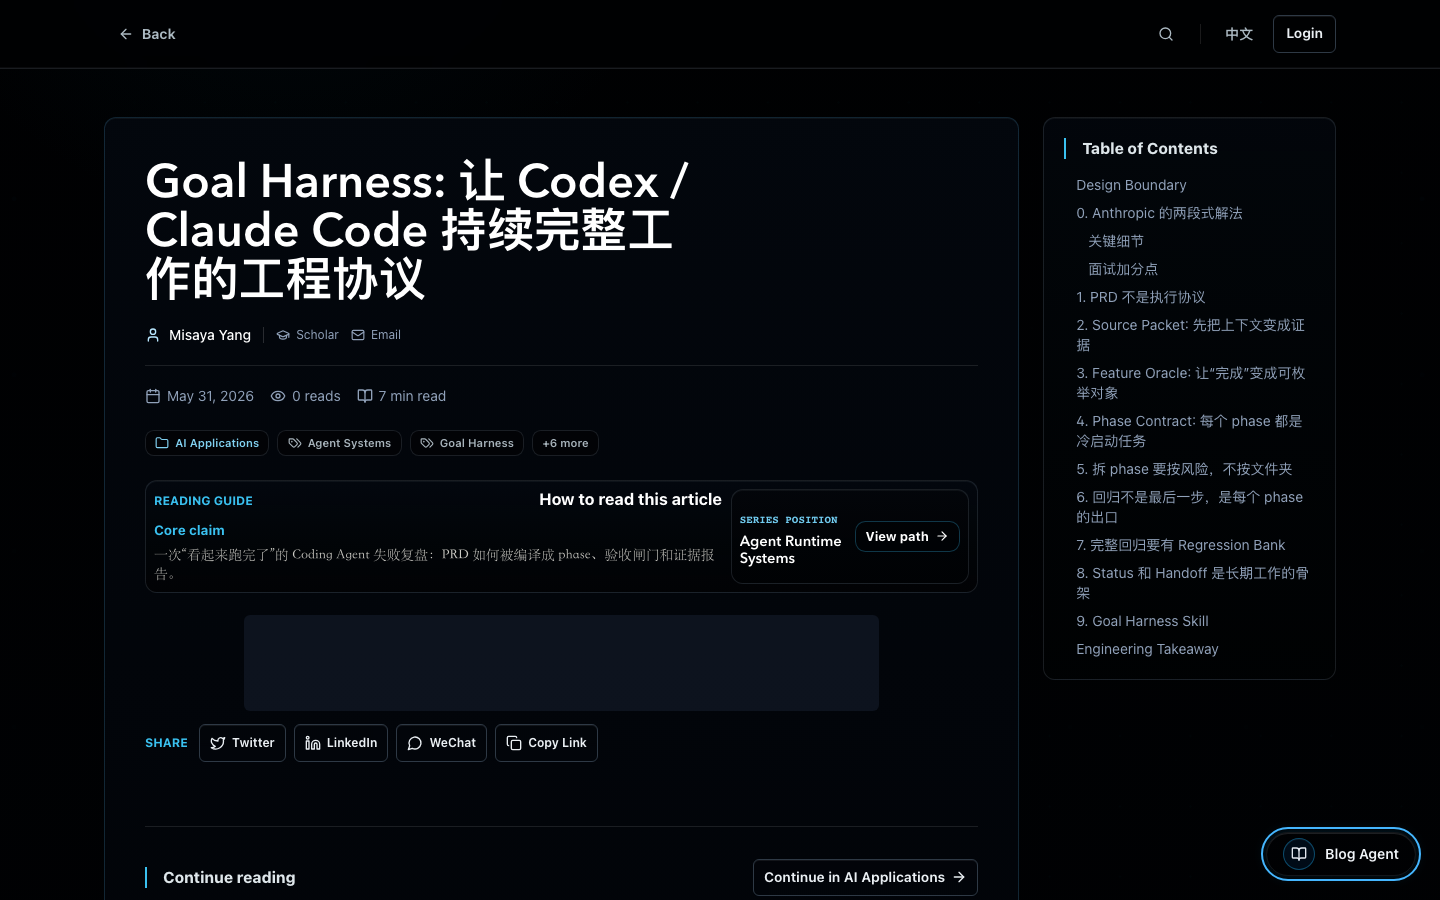 Back
中文
Login
Goal Harness: 让 Codex /
Claude Code 持续完整工
作的工程协议
Misaya Yang
Scholar
Email
May 31, 2026
0 reads
7 min read
AI Applications
Agent Systems
Goal Harness
+6 more
READING GUIDE
How to read this article
Core claim
一次“看起来跑完了”的 Coding Agent 失败复盘：PRD 如何被编译成 phase、验收闸门和证据报
告。
SERIES POSITION
Agent Runtime
Systems
View path
SHARE
Twitter
LinkedIn
WeChat
Copy Link
Continue reading
Continue in AI Applications
Table of Contents
Design Boundary
0. Anthropic 的两段式解法
关键细节
面试加分点
1. PRD 不是执行协议
2. Source Packet: 先把上下文变成证
据
3. Feature Oracle: 让“完成”变成可枚
举对象
4. Phase Contract: 每个 phase 都是
冷启动任务
5. 拆 phase 要按风险，不按文件夹
6. 回归不是最后一步，是每个 phase
的出口
7. 完整回归要有 Regression Bank
8. Status 和 Handoff 是长期工作的骨
架
9. Goal Harness Skill
Engineering Takeaway
Blog Agent